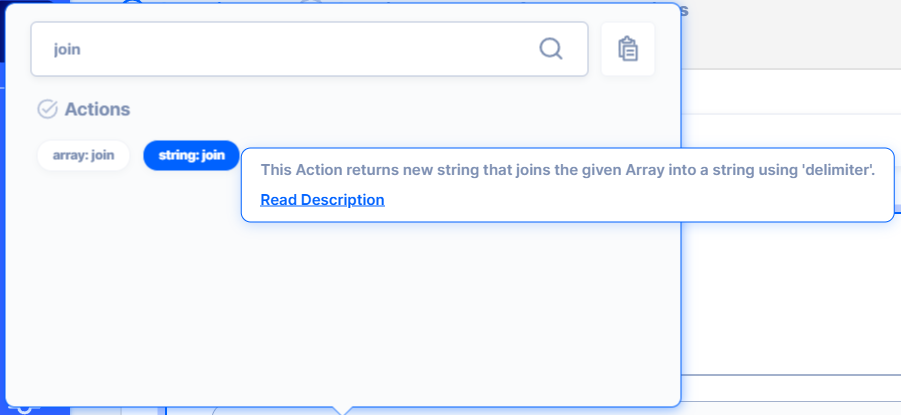 join
Actions
array: join
string: join
This Action returns new string that joins the given Array into a string using 'delimiter'.
Read Description